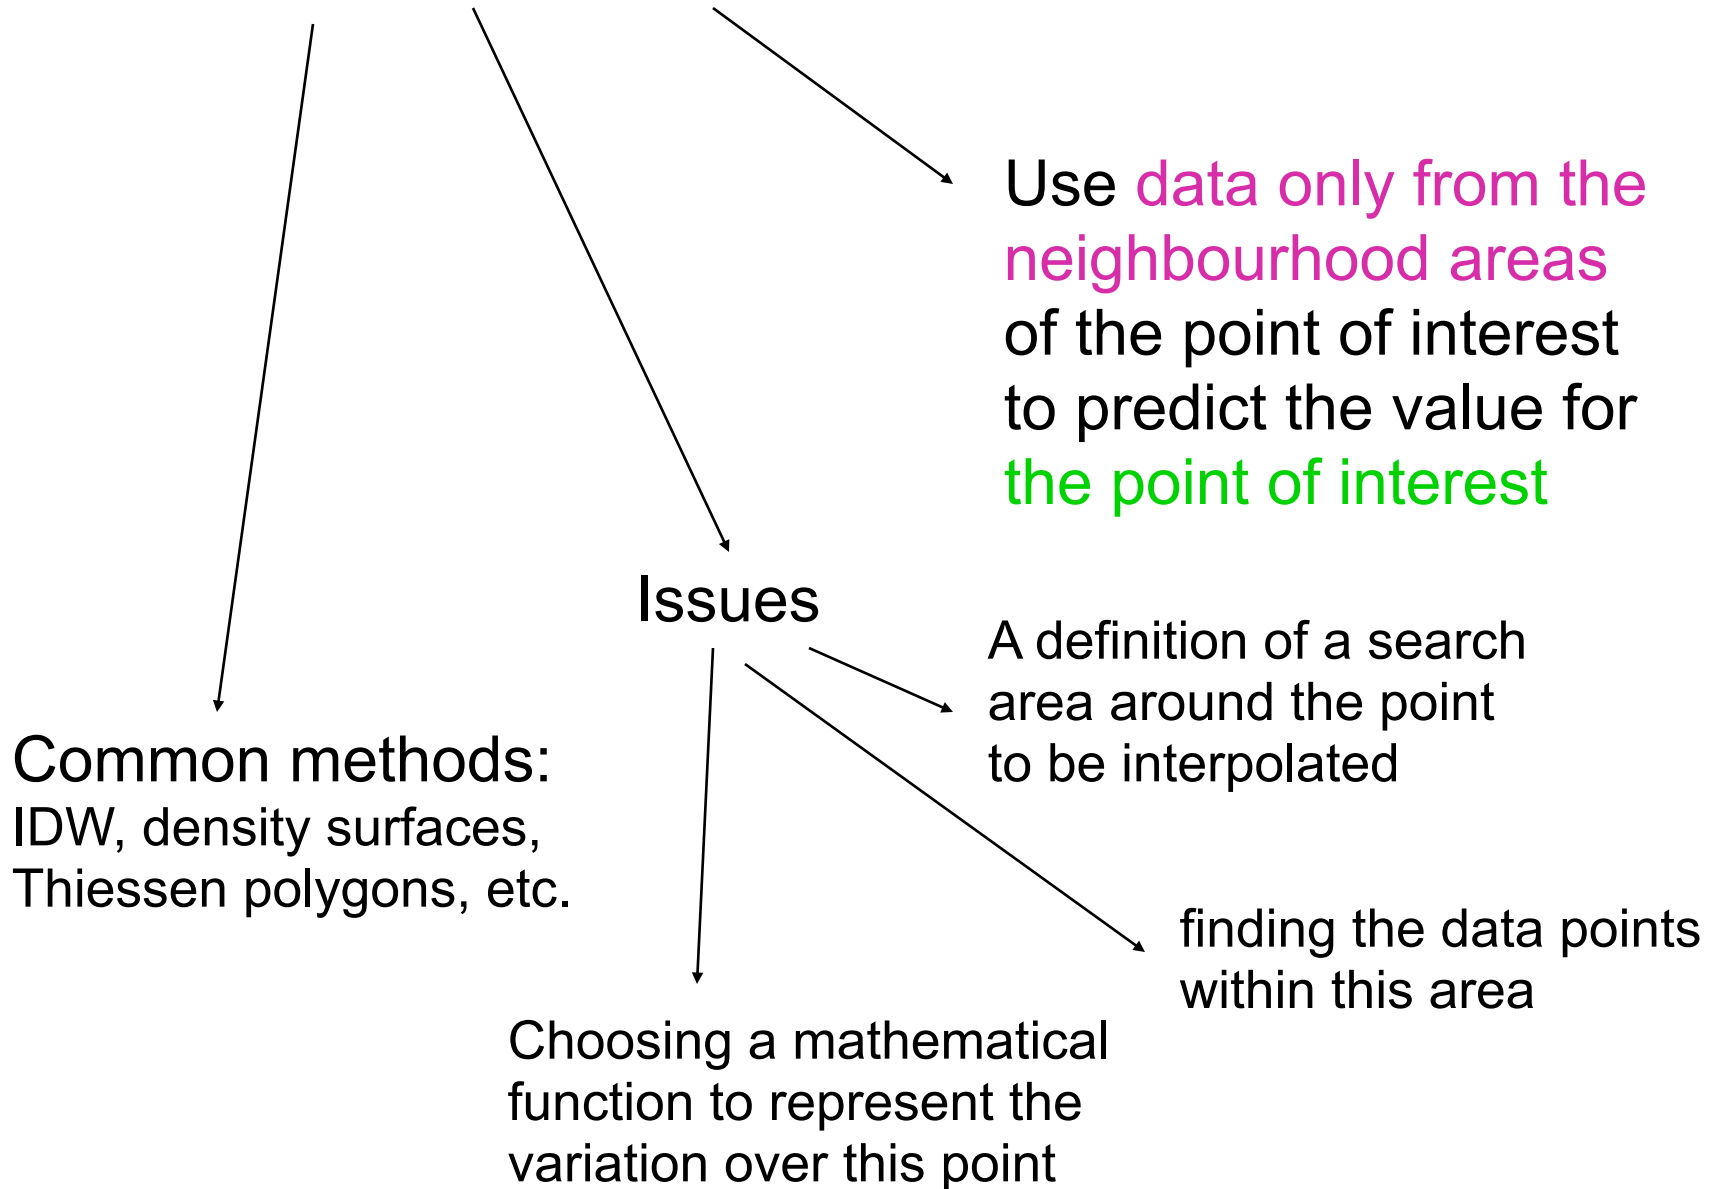 Use data only from the
neighbourhood areas
of the point of interest
to predict the value for
the point of interest
Issues
A definition of a search
area around the point
to be interpolated
Common methods:
IDW, density surfaces,
Thiessen polygons, etc.
finding the data points
within this area
Choosing a mathematical
function to represent the
variation over this point